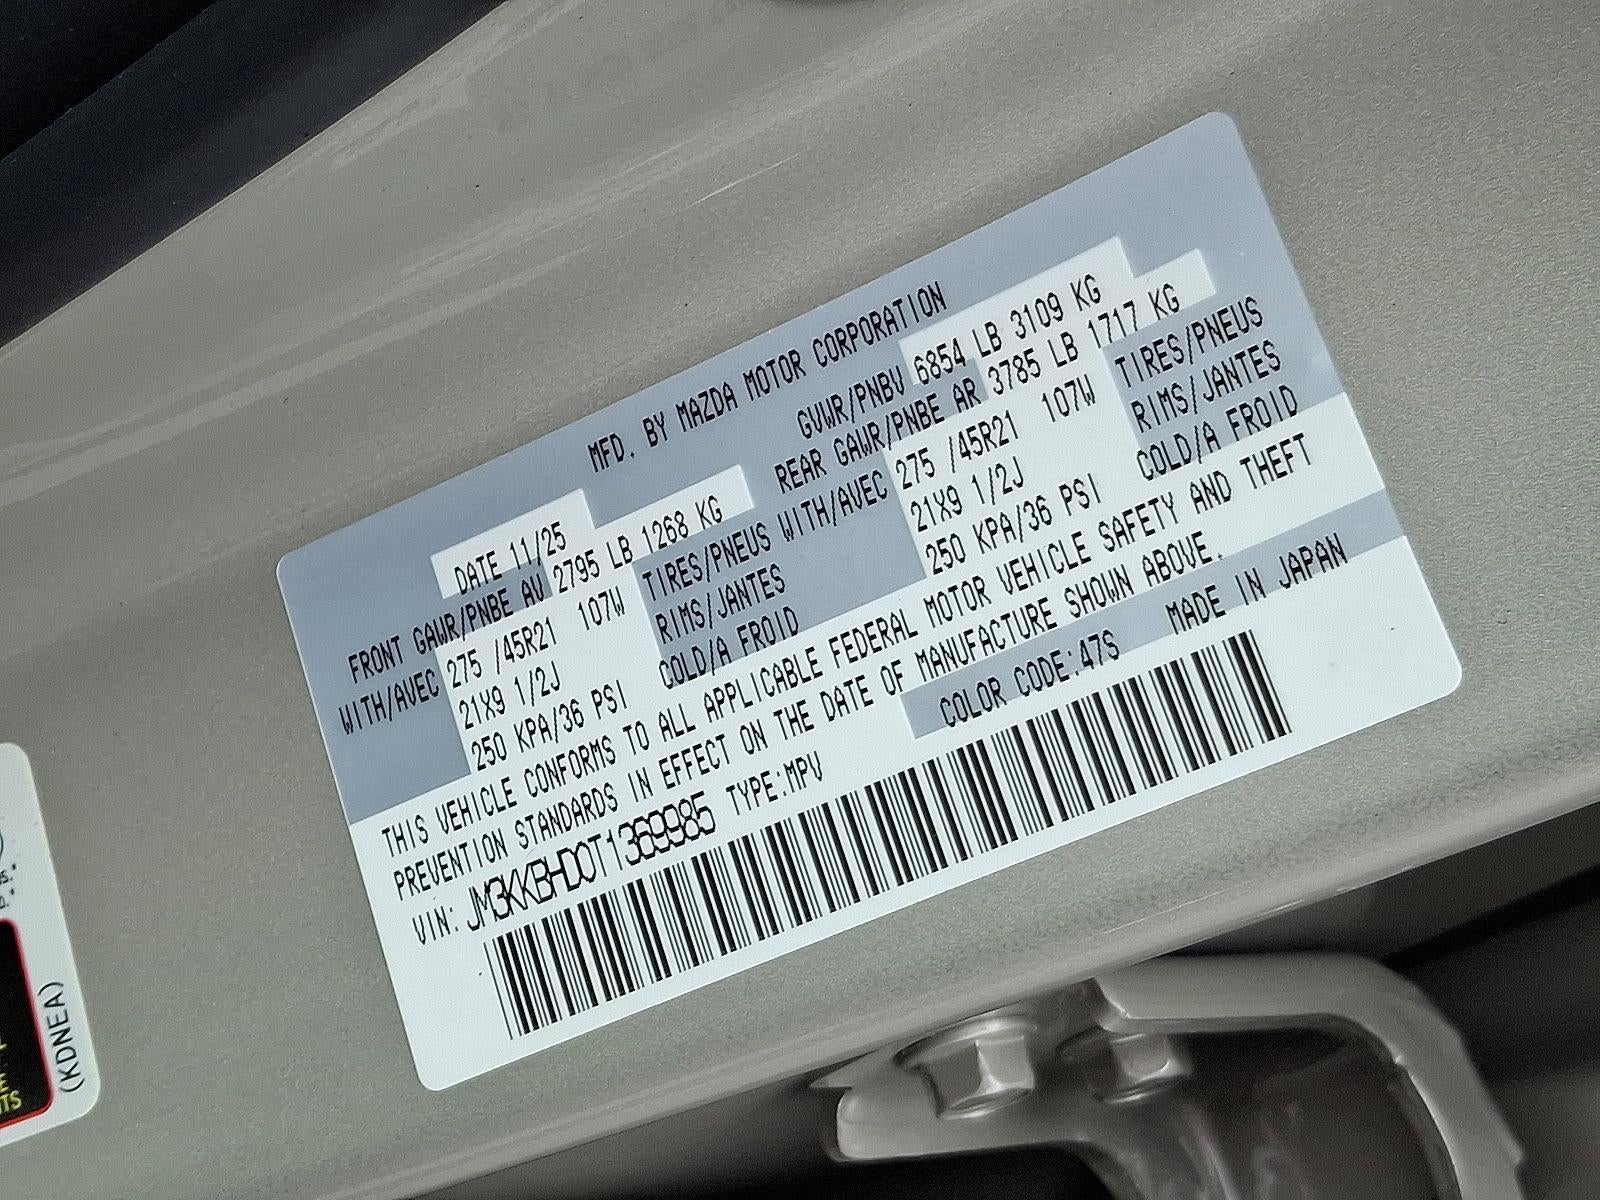 MFD. BY MAZDA MOTOR CORPORATION
DATE 11/25 GVWR/PNBV 6854 LB 3109 KG
FRONT GAWR/PNBE AV 2795 LB 1268 KG REAR GAWR/PNBE AR 3785 LB 1717 KG
WITH/AVEC 275 /45R21 107W TIRES/PNEUS WITH/AVEC 275 /45R21 107W TIRES/PNEUS
21X9 1/2J RIMS/JANTES 21X9 1/2J RIMS/JANTES
250 KPA/36 PSI COLD/A FROID 250 KPA/36 PSI COLD/A FROID
THIS VEHICLE CONFORMS TO ALL APPLICABLE FEDERAL MOTOR VEHICLE SAFETY AND THEFT
PREVENTION STANDARDS IN EFFECT ON THE DATE OF MANUFACTURE SHOWN ABOVE.
VIN: JM3KKBHD0T1369985 TYPE:MPV COLOR CODE:47S MADE IN JAPAN
(KDNEA)